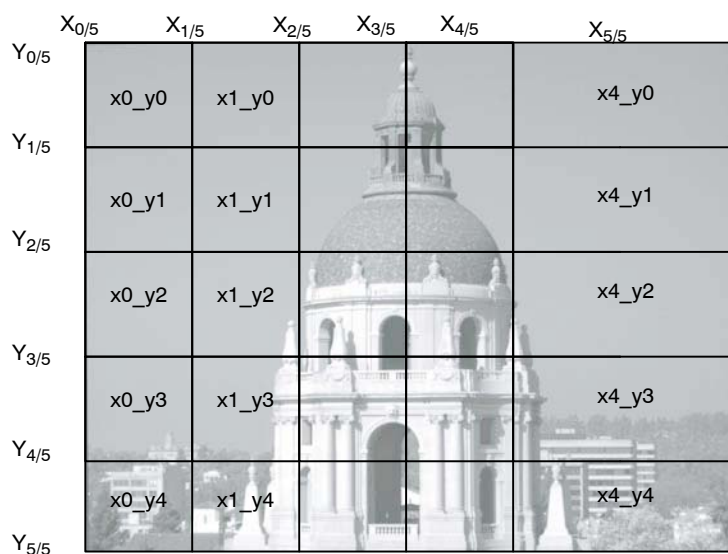 X0/5 X1/5 X2/5 X3/5 X4/5 X5/5
Y0/5
x0_y0 x1_y0 x4_y0
Y1/5
x0_y1 x1_y1 x4_y1
Y2/5
x0_y2 x1_y2 x4_y2
Y3/5
x0_y3 x1_y3 x4_y3
Y4/5
x0_y4 x1_y4 x4_y4
Y5/5